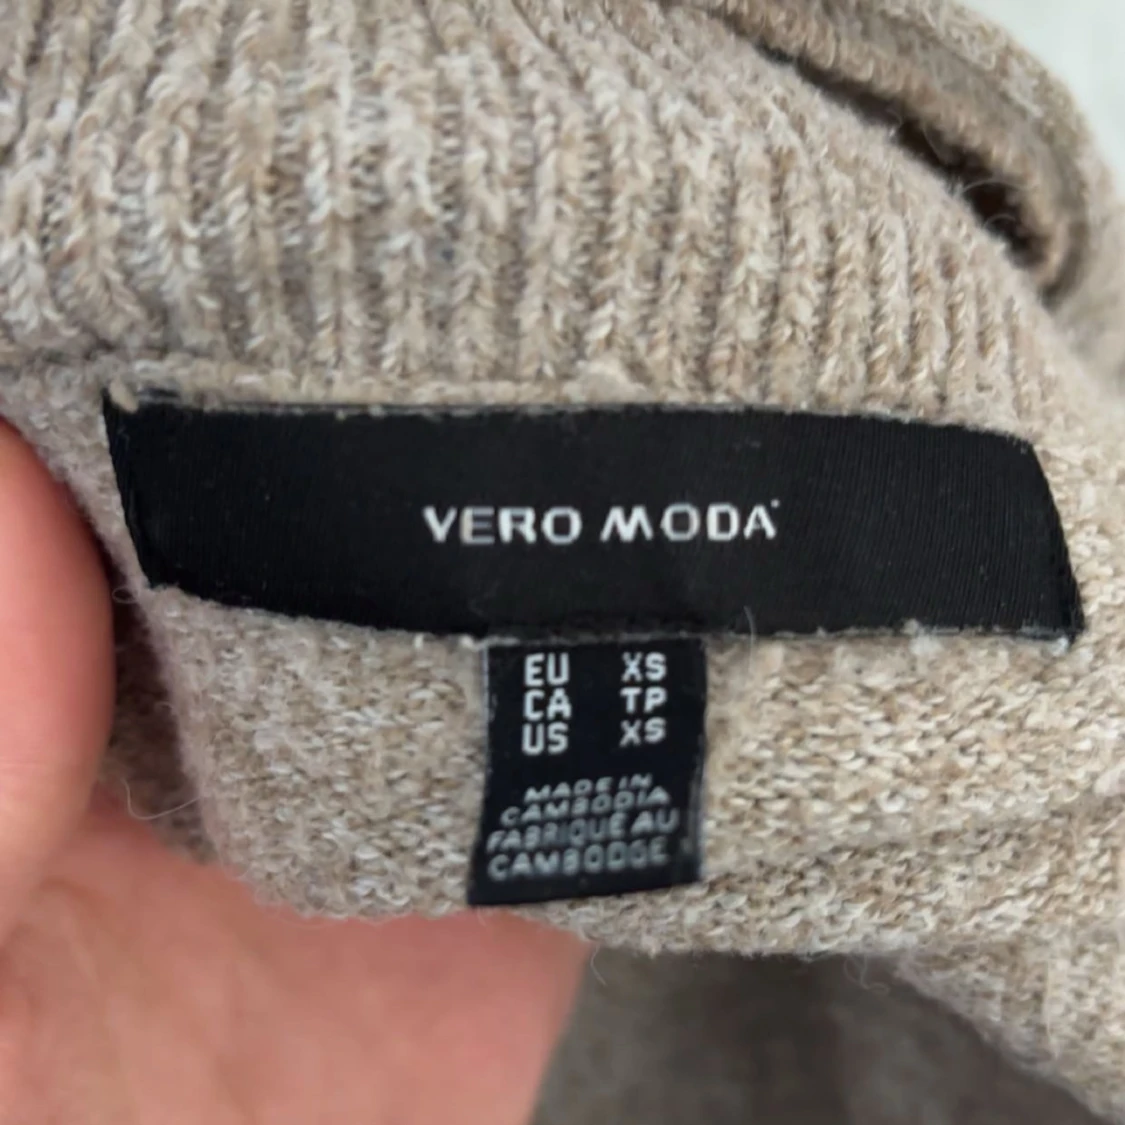 VERO MODA
EU XS
CA TP
US XS
MADE IN
CAMBODIA
FABRIQUÉ AU
CAMBODGE